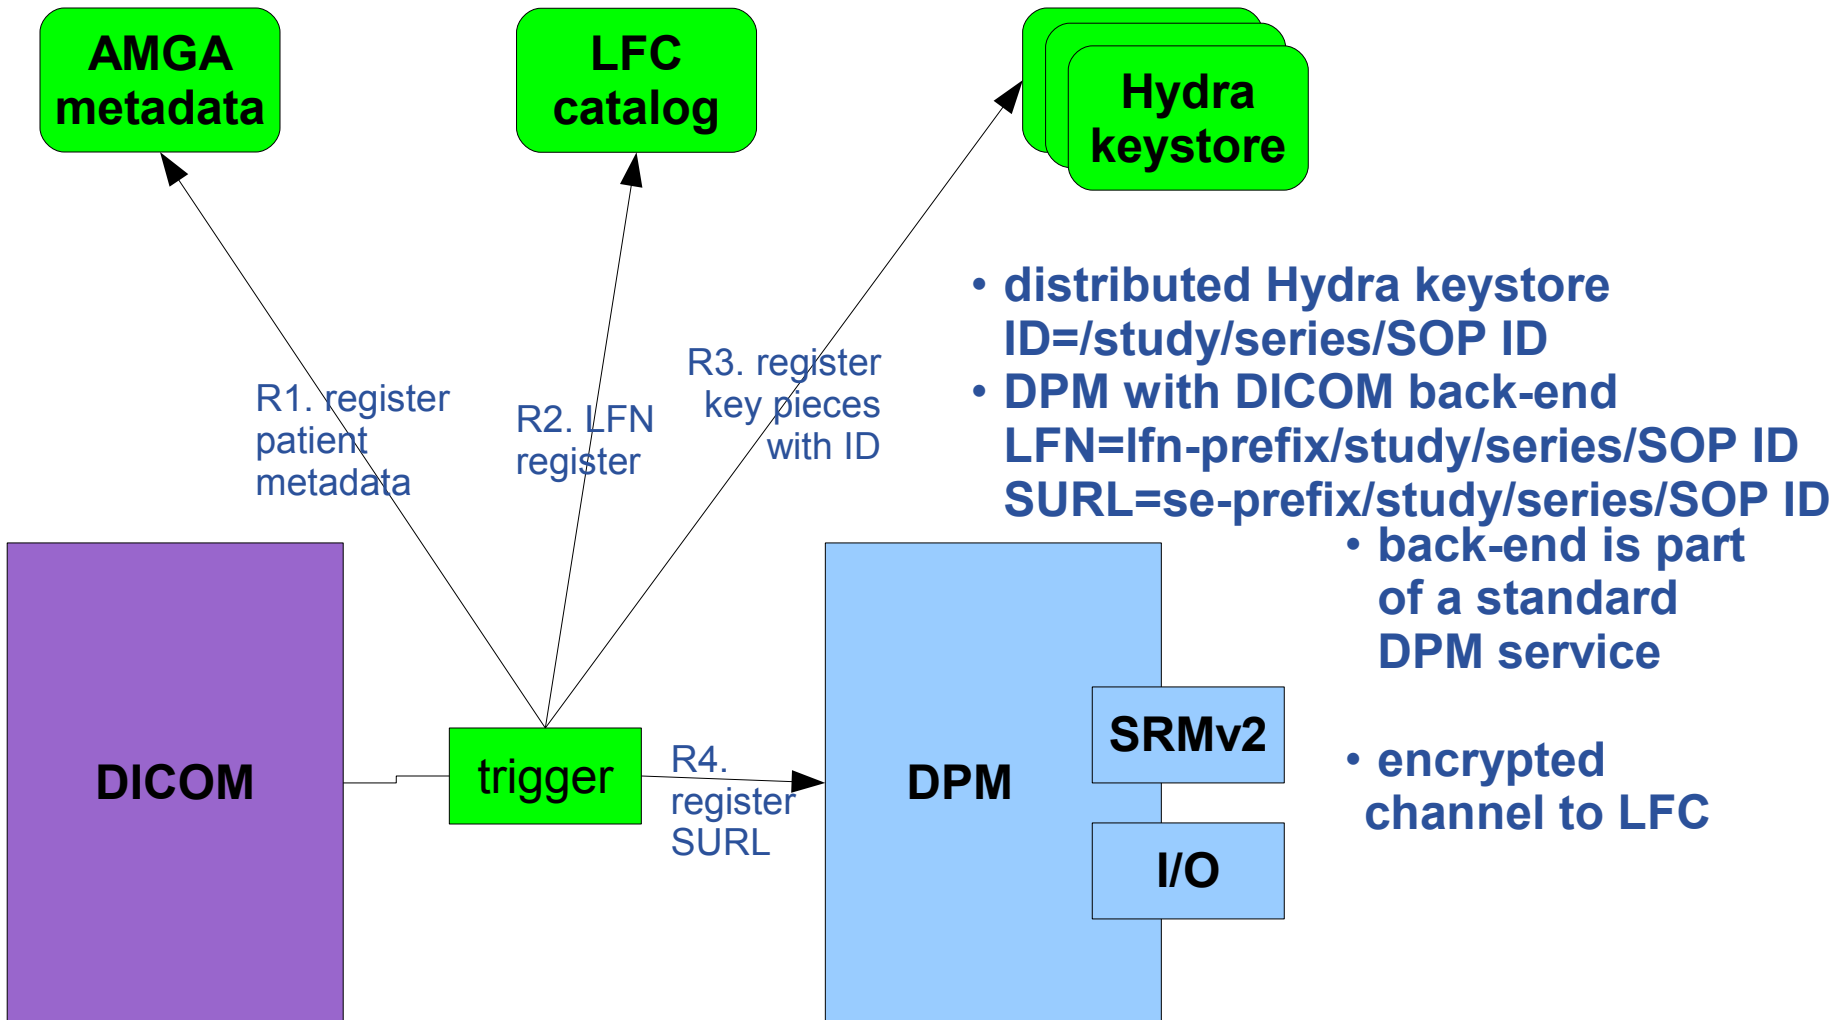 AMGA
metadata
LFC
catalog
Hydra
keystore
R1. register
patient
metadata
R2. LFN
register
R3. register
key pieces
with ID
• distributed Hydra keystore
ID=/study/series/SOP ID
• DPM with DICOM back-end
LFN=lfn-prefix/study/series/SOP ID
SURL=se-prefix/study/series/SOP ID
• back-end is part
of a standard
DPM service
• encrypted
channel to LFC
DICOM
trigger
R4.
register
SURL
DPM
SRMv2
I/O